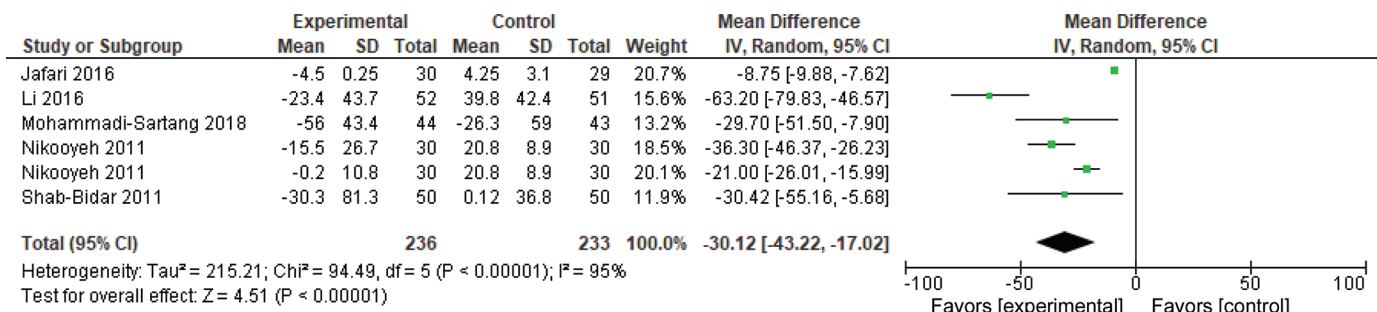 Experimental Control Mean Difference Mean Difference
Study or Subgroup Mean SD Total Mean SD Total Weight IV, Random, 95% CI IV, Random, 95% CI
Jafari 2016 -4.5 0.25 30 4.25 3.1 29 20.7% -8.75 [-9.88, -7.62]
Li 2016 -23.4 43.7 52 39.8 42.4 51 15.6% -63.20 [-79.83, -46.57]
Mohammadi-Sartang 2018 -56 43.4 44 -26.3 59 43 13.2% -29.70 [-51.50, -7.90]
Nikooyeh 2011 -15.5 26.7 30 20.8 8.9 30 18.5% -36.30 [-46.37, -26.23]
Nikooyeh 2011 -0.2 10.8 30 20.8 8.9 30 20.1% -21.00 [-26.01, -15.99]
Shab-Bidar 2011 -30.3 81.3 50 0.12 36.8 50 11.9% -30.42 [-55.16, -5.68]
Total (95% CI) 236 233 100.0% -30.12 [-43.22, -17.02]
Heterogeneity: Tau² = 215.21; Chi² = 94.49, df = 5 (P < 0.00001); I² = 95%
Test for overall effect: Z = 4.51 (P < 0.00001)
-100 -50 0 50 100
Favors [experimental] Favors [control]